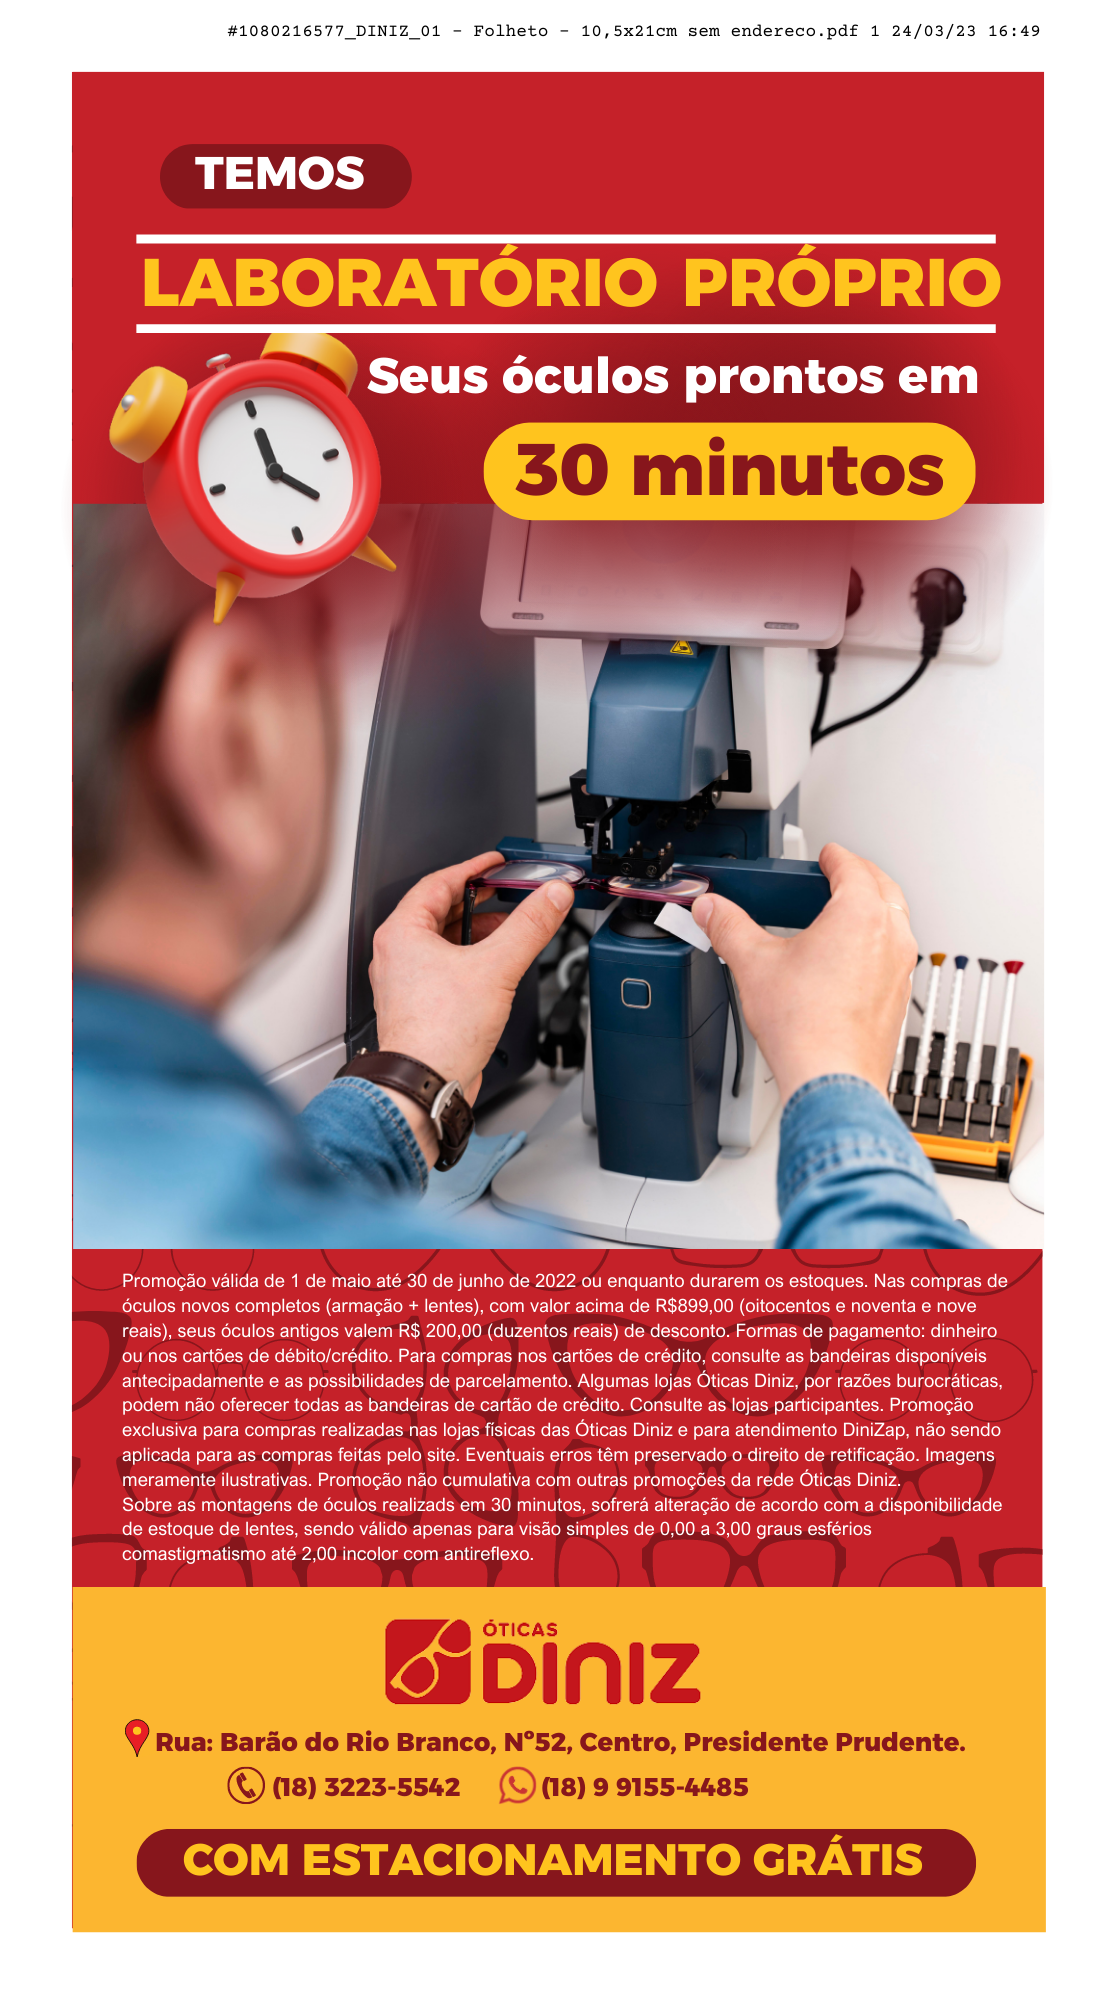 #1080216577_DINIZ_01 - Folheto - 10,5x21cm sem endereco.pdf 1 24/03/23 16:49
TEMOS
LABORATÓRIO PRÓPRIO
Seus óculos prontos em
30 minutos
Promoção válida de 1 de maio até 30 de junho de 2022 ou enquanto durarem os estoques. Nas compras de
óculos novos completos (armação + lentes), com valor acima de R$899,00 (oitocentos e noventa e nove
reais), seus óculos antigos valem R$ 200,00 (duzentos reais) de desconto. Formas de pagamento: dinheiro
ou nos cartões de débito/crédito. Para compras nos cartões de crédito, consulte as bandeiras disponíveis
antecipadamente e as possibilidades de parcelamento. Algumas lojas Óticas Diniz, por razões burocráticas,
podem não oferecer todas as bandeiras de cartão de crédito. Consulte as lojas participantes. Promoção
exclusiva para compras realizadas nas lojas físicas das Óticas Diniz e para atendimento DiniZap, não sendo
aplicada para as compras feitas pelo site. Eventuais erros têm preservado o direito de retificação. Imagens
meramente ilustrativas. Promoção não cumulativa com outras promoções da rede Óticas Diniz.
Sobre as montagens de óculos realizads em 30 minutos, sofrerá alteração de acordo com a disponibilidade
de estoque de lentes, sendo válido apenas para visão simples de 0,00 a 3,00 graus esférios
comastigmatismo até 2,00 incolor com antireflexo.
ÓTICAS
DINIZ
Rua: Barão do Rio Branco, Nº52, Centro, Presidente Prudente.
(18) 3223-5542 (18) 9 9155-4485
COM ESTACIONAMENTO GRÁTIS